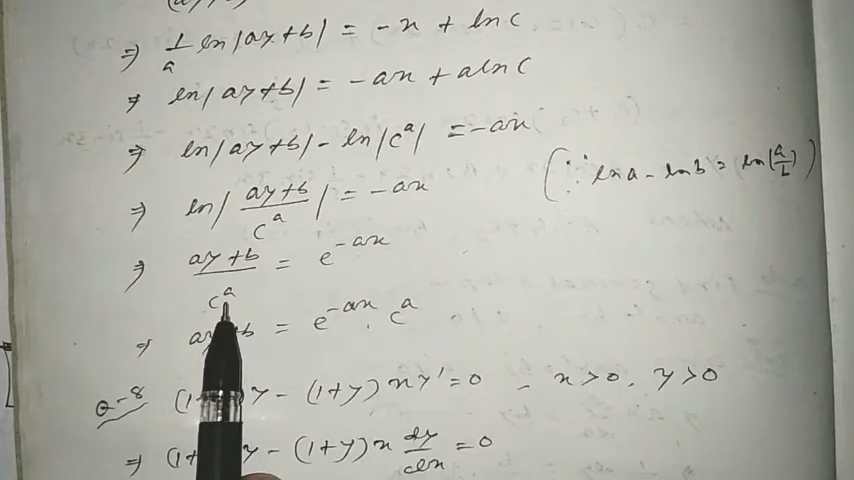 ⇒ 1/a ln|ay+b| = -x + ln c
⇒ ln|ay+b| = -ax + a ln c
⇒ ln|ay+b| - ln|c^a| = -ax
(∵ ln a - ln b = ln(a/b))
⇒ ln|(ay+b)/c^a| = -ax
⇒ (ay+b)/c^a = e^-ax
⇒ ay b = e^-ax . c^a
Q-8 (1+ )y - (1+y)xy' = 0 - x>0, y>0
⇒ (1+ y - (1+y)x dy/dx = 0